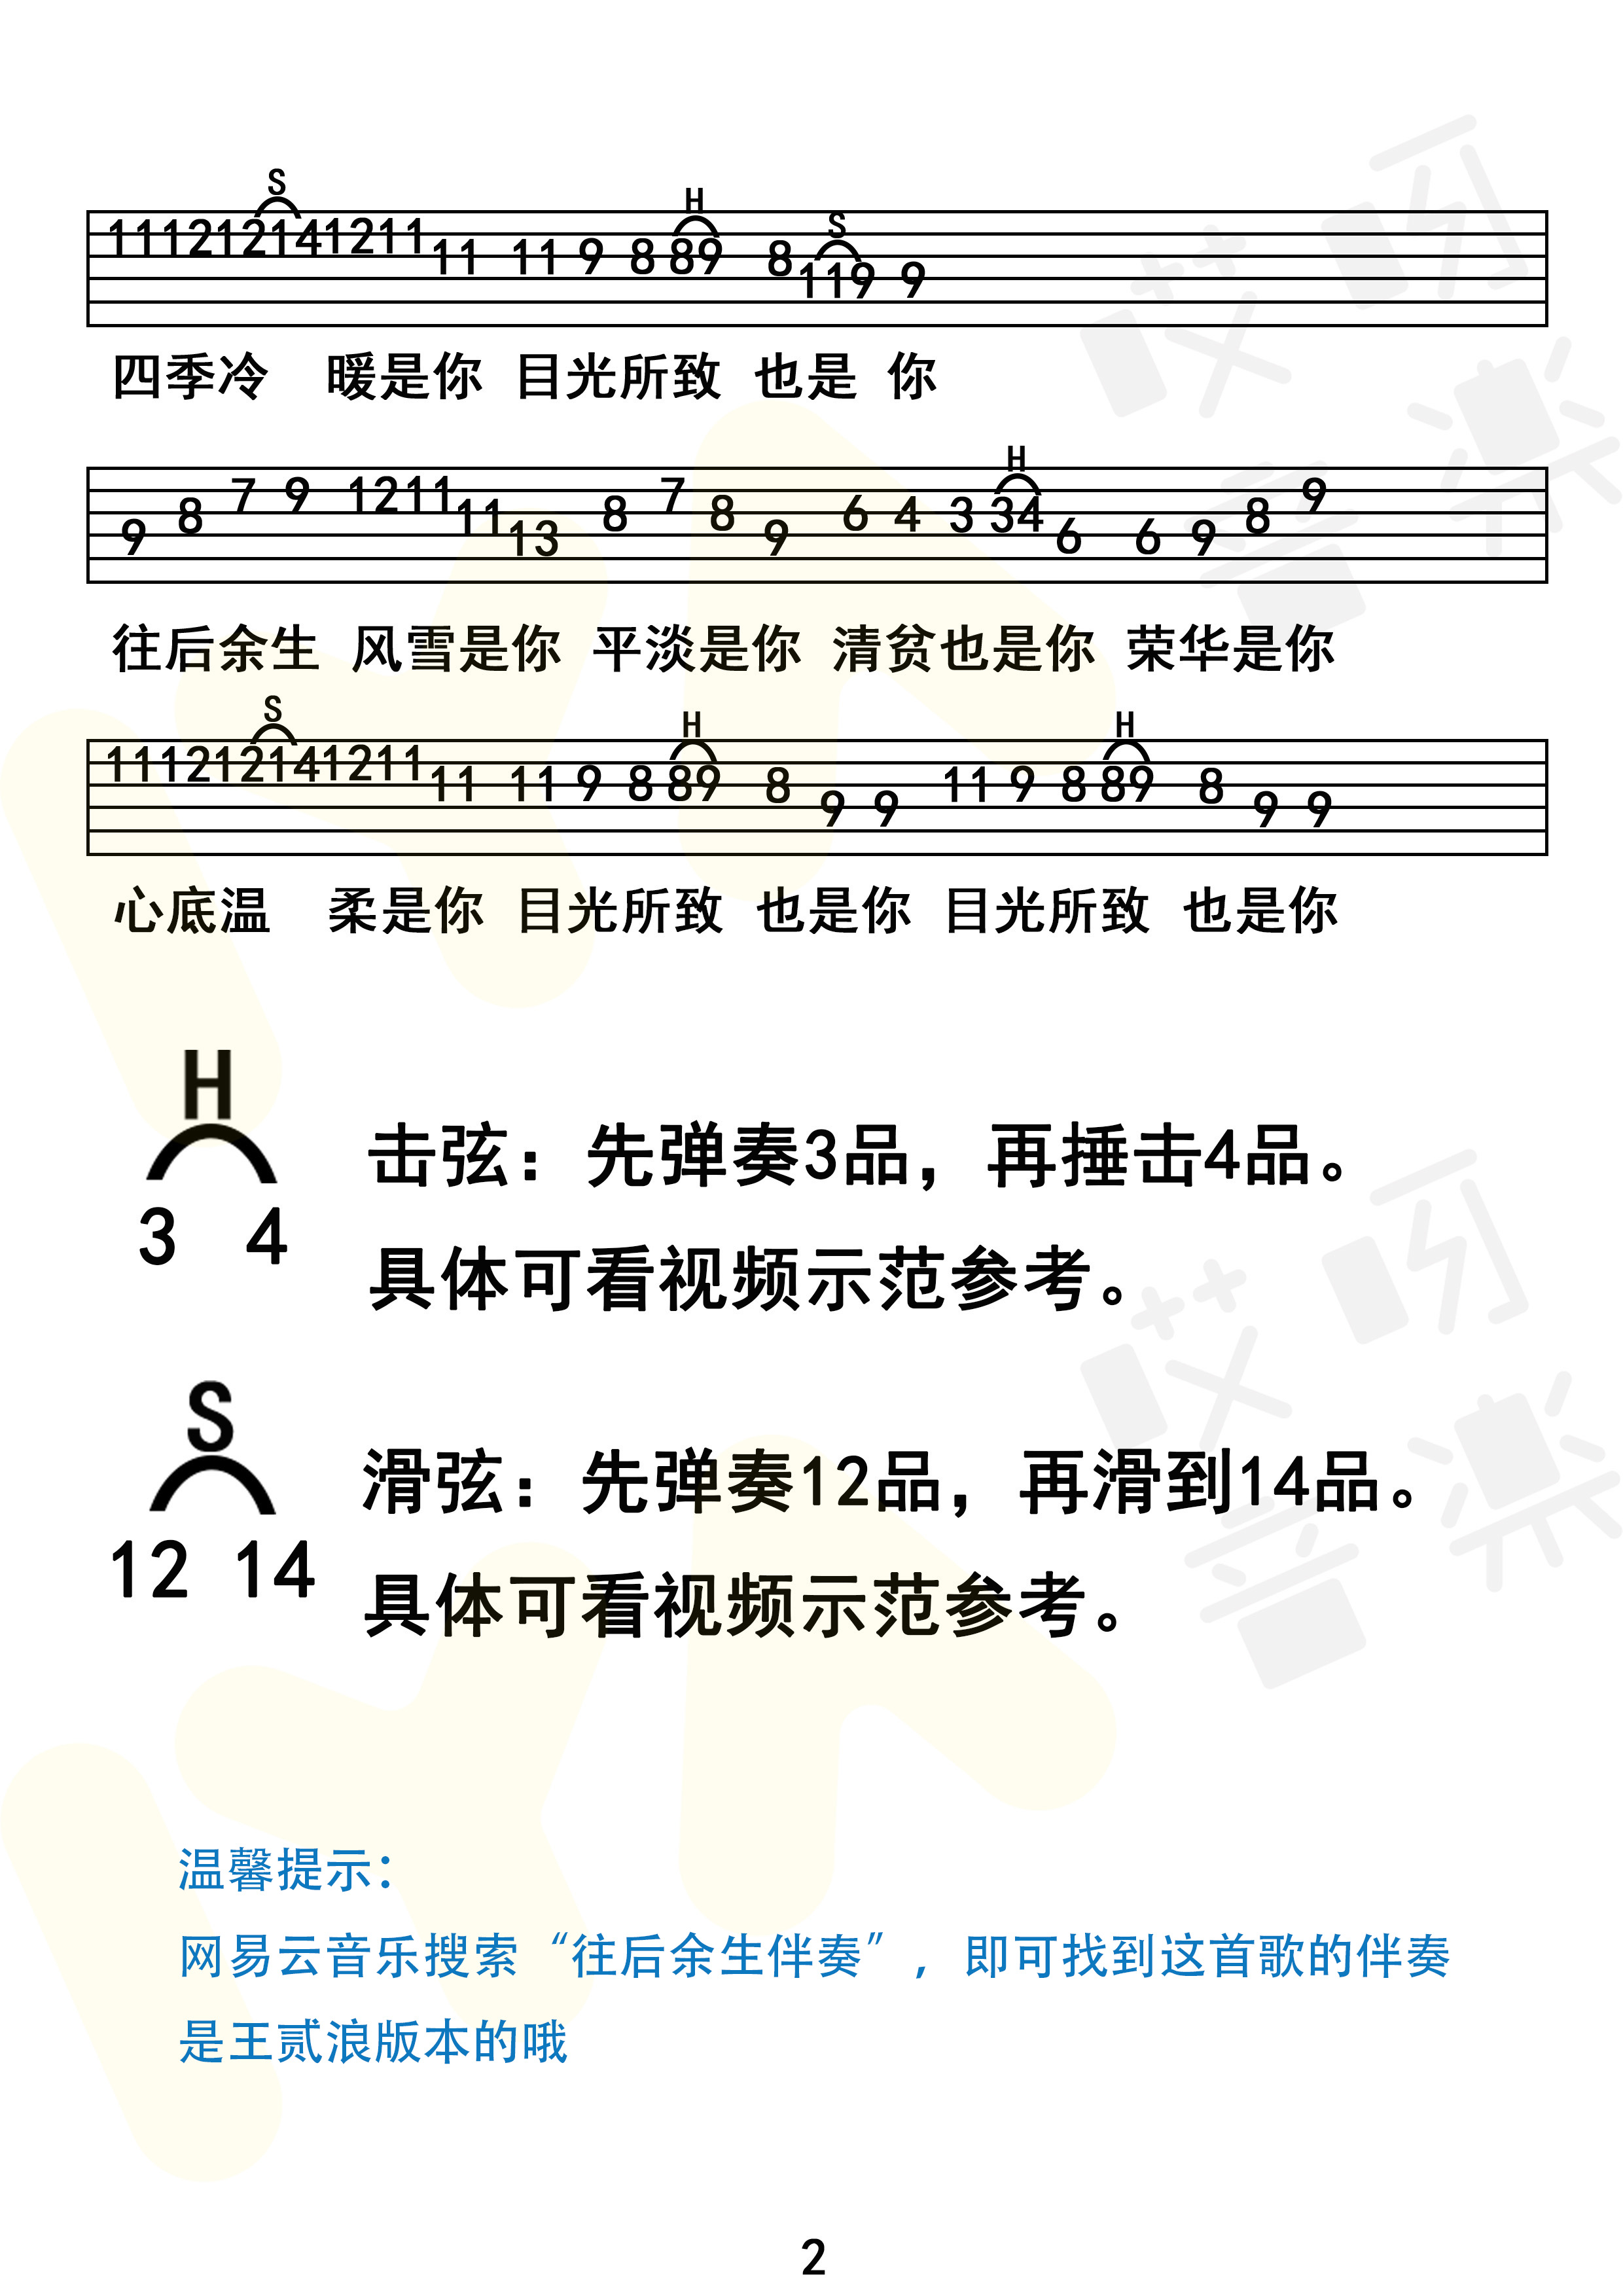 S H S
11 12 12 14 12 11 11 11 9 8 8 9 8 11 9 9
四季冷 暖是你 目光所致 也是 你
H
9 8 7 9 12 11 11 13 8 7 8 9 6 4 3 3 4 6 6 9 8 9
往后余生 风雪是你 平淡是你 清贫也是你 荣华是你
S H H
11 12 12 14 12 11 11 11 9 8 8 9 8 9 9 11 9 8 8 9 8 9 9
心底温 柔是你 目光所致 也是你 目光所致 也是你
H
击弦：先弹奏3品，再捶击4品。
3 4
具体可看视频示范参考。
S
滑弦：先弹奏12品，再滑到14品。
12 14
具体可看视频示范参考。
温馨提示：
网易云音乐搜索“往后余生伴奏”，即可找到这首歌的伴奏
是王贰浪版本的哦
2
艾玛音乐
艾玛音乐